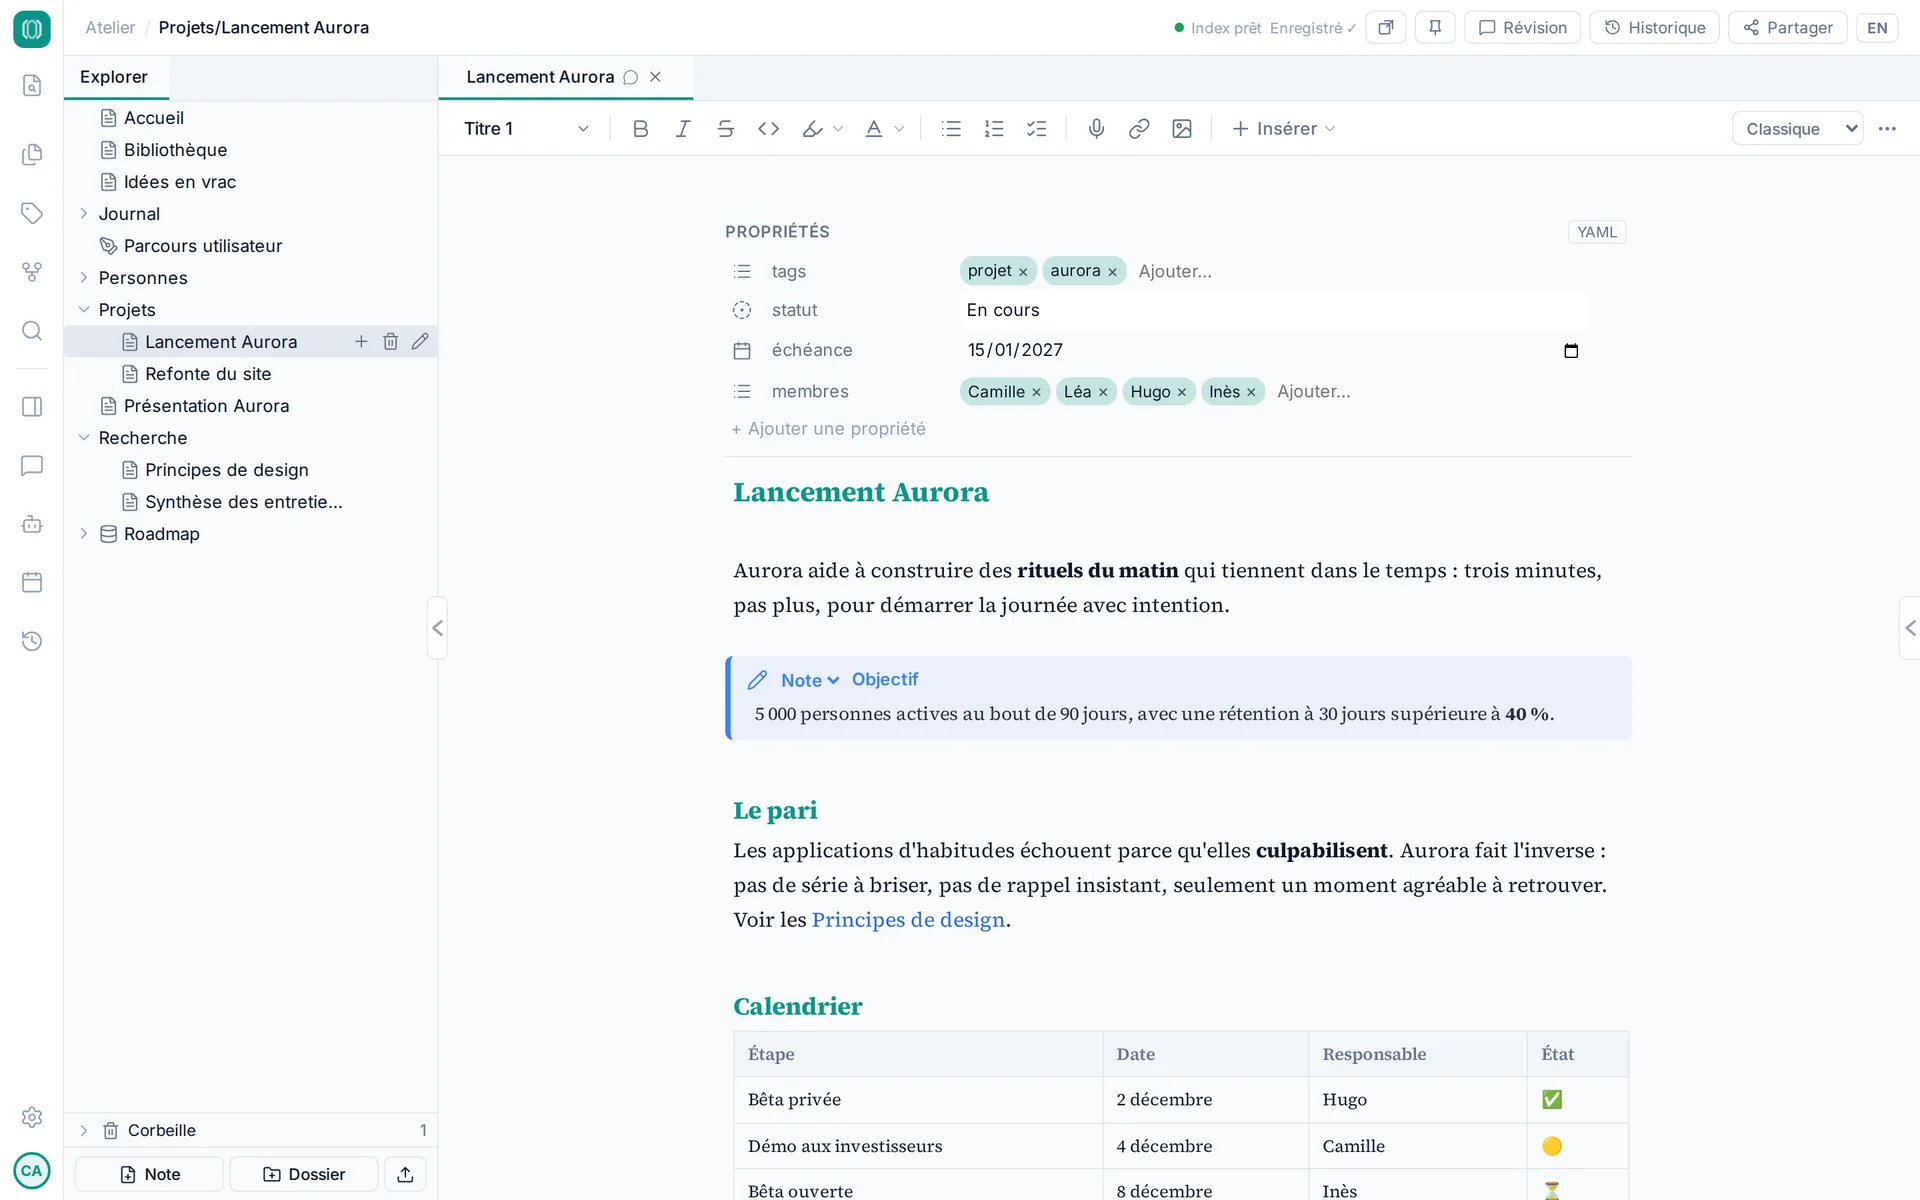 Atelier / Projets/Lancement Aurora
Index prêt Enregistré ✓
Révision
Historique
Partager
EN
Explorer
Lancement Aurora
Titre 1
Insérer
Classique
Accueil
Bibliothèque
Idées en vrac
Journal
Parcours utilisateur
Personnes
Projets
Lancement Aurora
Refonte du site
Présentation Aurora
Recherche
Principes de design
Synthèse des entretie...
Roadmap
Corbeille 1
Note
Dossier
CA
PROPRIÉTÉS
YAML
tags projet × aurora × Ajouter...
statut En cours
échéance 15/01/2027
membres Camille × Léa × Hugo × Inès × Ajouter...
+ Ajouter une propriété
Lancement Aurora
Aurora aide à construire des rituels du matin qui tiennent dans le temps : trois minutes,
pas plus, pour démarrer la journée avec intention.
Note Objectif
5 000 personnes actives au bout de 90 jours, avec une rétention à 30 jours supérieure à 40 %.
Le pari
Les applications d'habitudes échouent parce qu'elles culpabilisent. Aurora fait l'inverse :
pas de série à briser, pas de rappel insistant, seulement un moment agréable à retrouver.
Voir les Principes de design.
Calendrier
Étape Date Responsable État
Bêta privée 2 décembre Hugo ✅
Démo aux investisseurs 4 décembre Camille 🟡
Bêta ouverte 8 décembre Inès ⏳